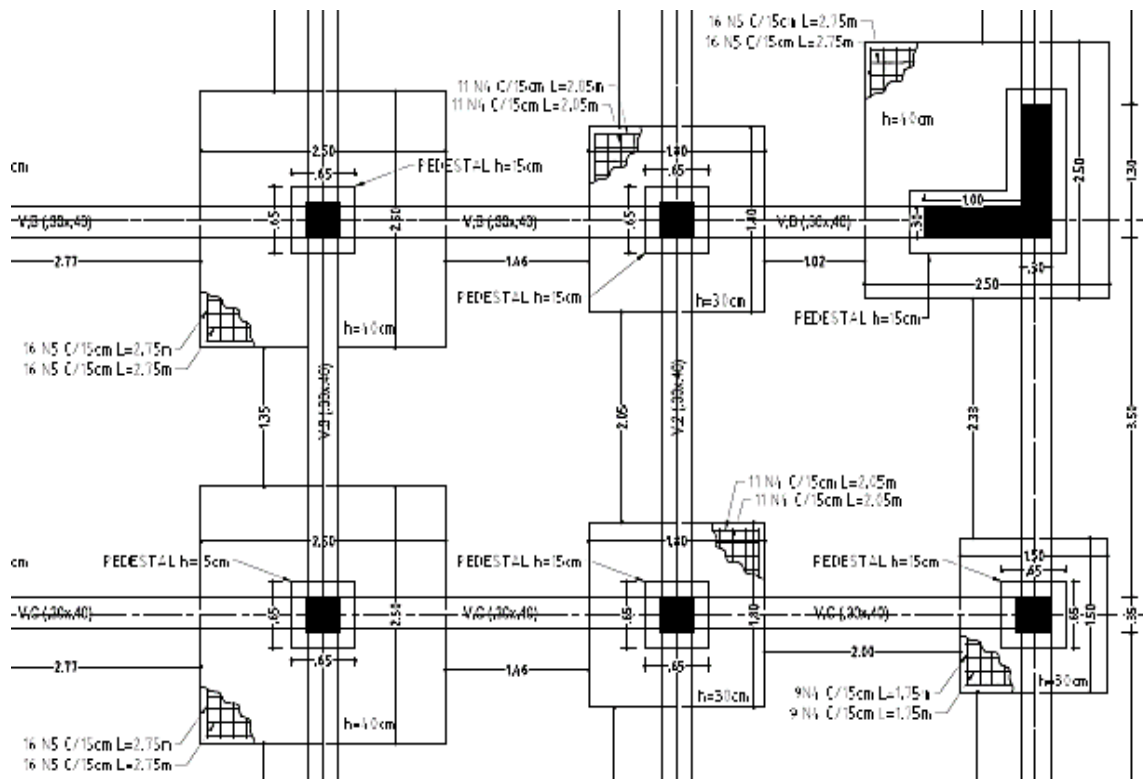 16 N5 C/15cm L=2.75m
16 N5 C/15cm L=2.75m
11 N4 C/15cm L=2.05m
11 N4 C/15cm L=2.05m
h=40cm
2.50
1.30
cm
2.50
.65
PEDESTAL h=15cm
1.80
.65
1.00
.30
.65
2.50
.65
1.80
V,B (.30x.40)
V,B (.30x.40)
V,B (.30x.40)
2.77
1.46
1.02
.30
2.50
PEDESTAL h=15cm
h=30cm
PEDESTAL h=15cm
h=40cm
16 N5 C/15cm L=2.75m
16 N5 C/15cm L=2.75m
1.35
2.05
V,2 (.30x.40)
2.33
3.50
11 N4 C/15cm L=2.05m
11 N4 C/15cm L=2.05m
2.50
1.80
1.50
cm
PEDESTAL h=15cm
PEDESTAL h=15cm
PEDESTAL h=15cm
.65
.65
2.50
.65
1.80
.65
1.50
.35
V,C (.30x.40)
V,C (.30x.40)
V,C (.30x.40)
2.77
.65
1.46
.65
2.00
h=40cm
h=30cm
h=30cm
9 N4 C/15cm L=1.75m
9 N4 C/15cm L=1.75m
16 N5 C/15cm L=2.75m
16 N5 C/15cm L=2.75m